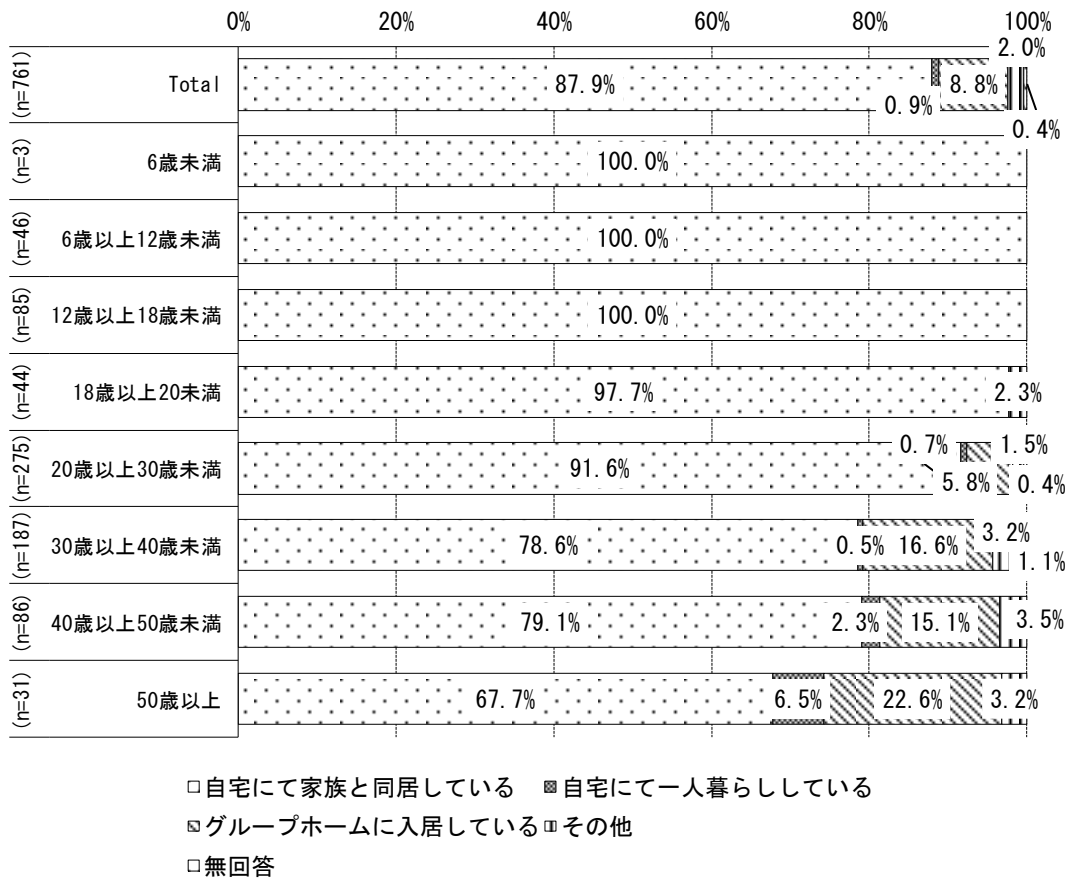 0% 20% 40% 60% 80% 100%
(n=761) Total 87.9% 0.9% 8.8% 2.0% 0.4%
(n=3) 6歳未満 100.0%
(n=46) 6歳以上12歳未満 100.0%
(n=85) 12歳以上18歳未満 100.0%
(n=44) 18歳以上20未満 97.7% 2.3%
(n=275) 20歳以上30歳未満 91.6% 0.7% 5.8% 1.5% 0.4%
(n=187) 30歳以上40歳未満 78.6% 0.5% 16.6% 3.2% 1.1%
(n=86) 40歳以上50歳未満 79.1% 2.3% 15.1% 3.5%
(n=31) 50歳以上 67.7% 6.5% 22.6% 3.2%
自宅にて家族と同居している 自宅にて一人暮らししている
グループホームに入居している その他
無回答